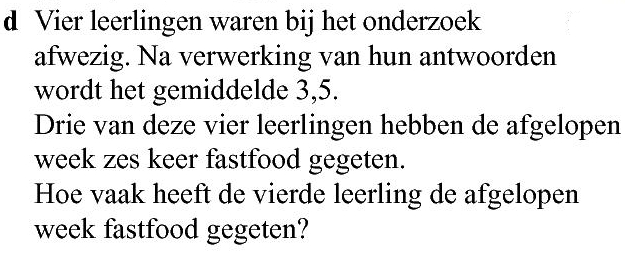 d Vier leerlingen waren bij het onderzoek
afwezig. Na verwerking van hun antwoorden
wordt het gemiddelde 3,5.
Drie van deze vier leerlingen hebben de afgelopen
week zes keer fastfood gegeten.
Hoe vaak heeft de vierde leerling de afgelopen
week fastfood gegeten?